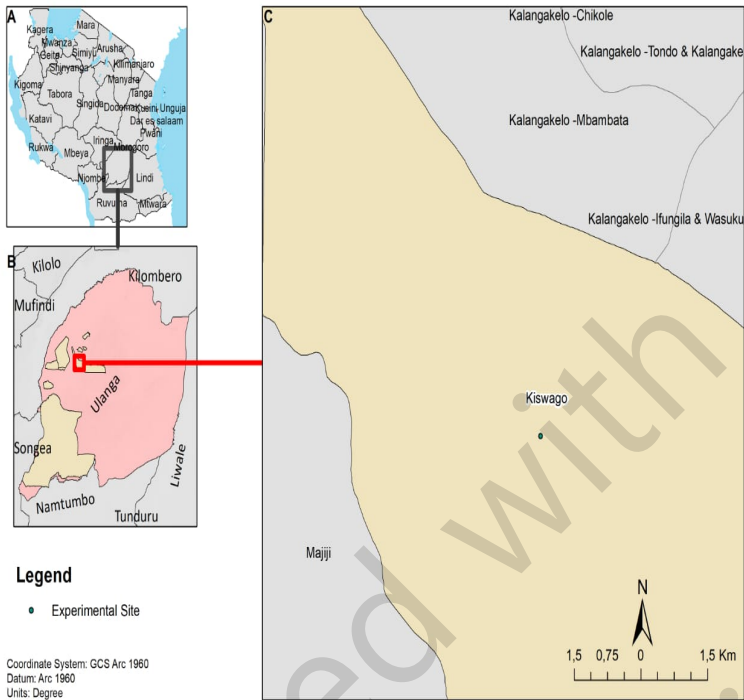 A
Kagera
Mara
Mwanza
Geita
Simiyu
Arusha
Shinyanga
Kilimanjaro
Kigoma
Tabora
Manyara
Singida
Tanga
Dodoma
Kusini Unguja
Dar es salaam
Katavi
Pwani
Rukwa
Mbeya
Iringa
Morogoro
Njombe
Lindi
Ruvuma
Mtwara
B
Kilolo
Kilombero
Mufindi
Ulanga
Songea
Liwale
Namtumbo
Tunduru
C
Kalangakelo -Chikole
Kalangakelo -Tondo & Kalangake
Kalangakelo -Mbambata
Kalangakelo -Ifungila & Wasuku
Kiswago
Majiji
N
1,5 0,75 0 1,5 Km
Legend
Experimental Site
Coordinate System: GCS Arc 1960
Datum: Arc 1960
Units: Degree
ed with